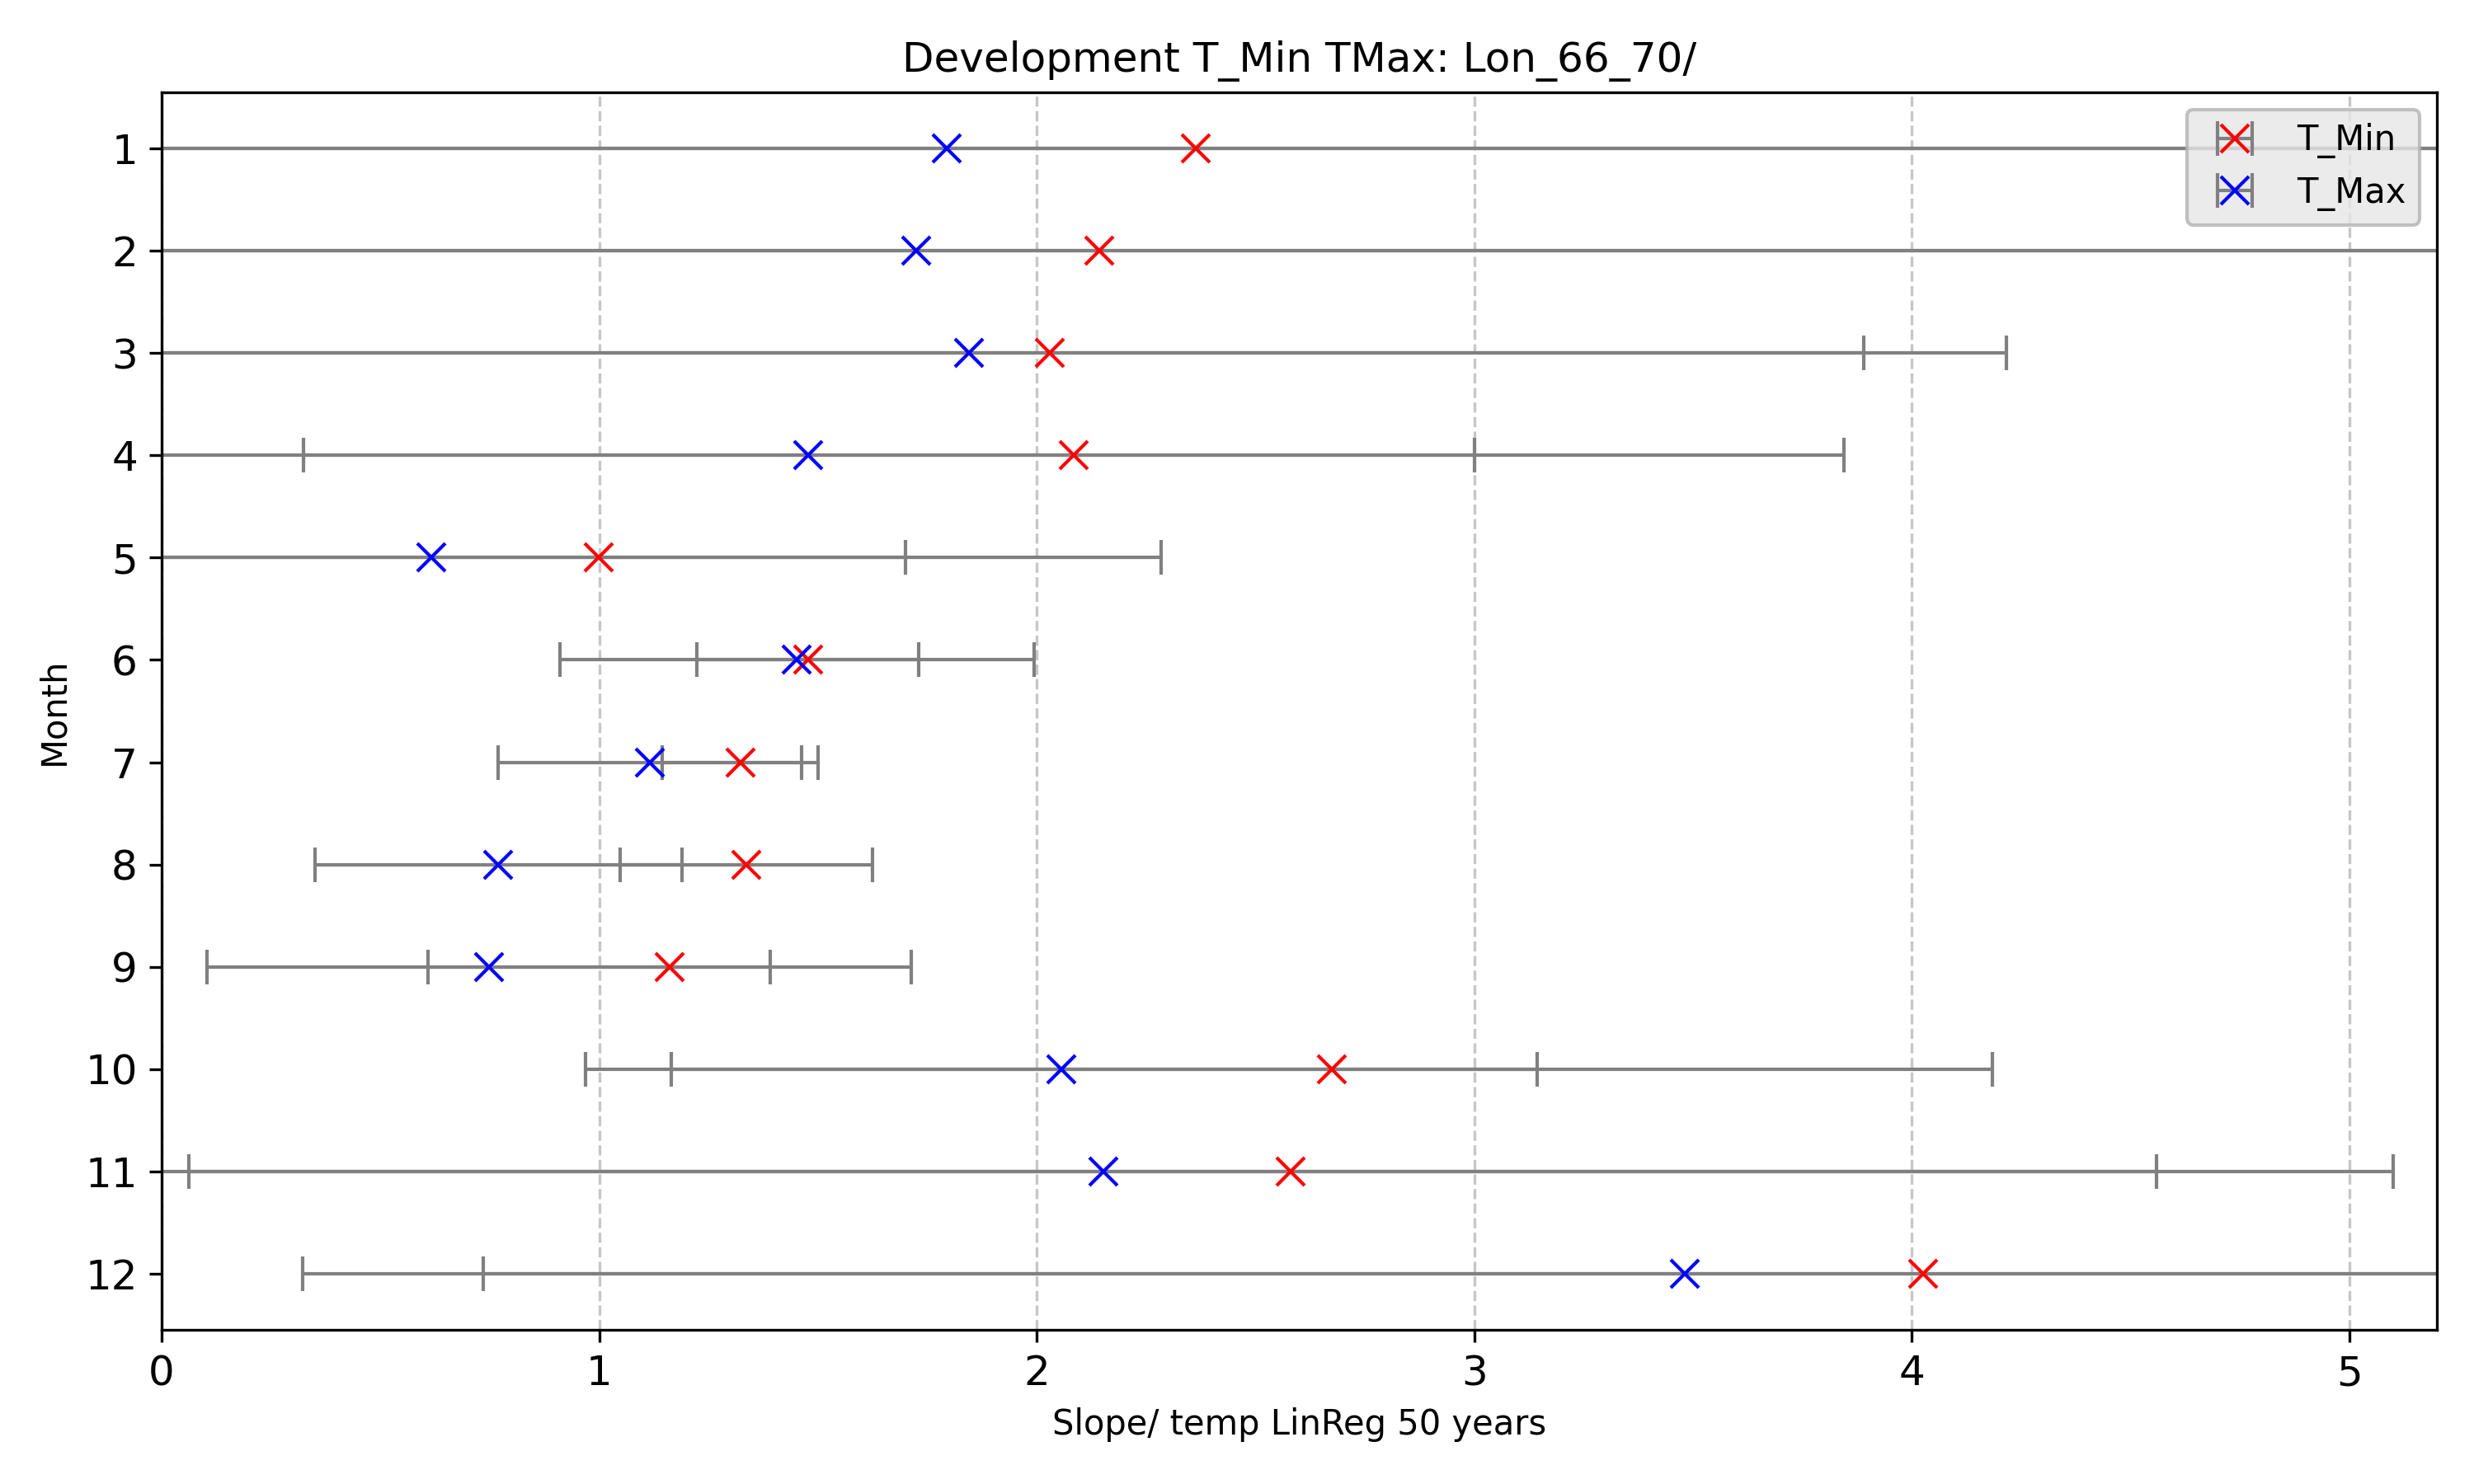 Development T_Min TMax: Lon_66_70/
T_Min
T_Max
Month
1
2
3
4
5
6
7
8
9
10
11
12
0 1 2 3 4 5
Slope/ temp LinReg 50 years